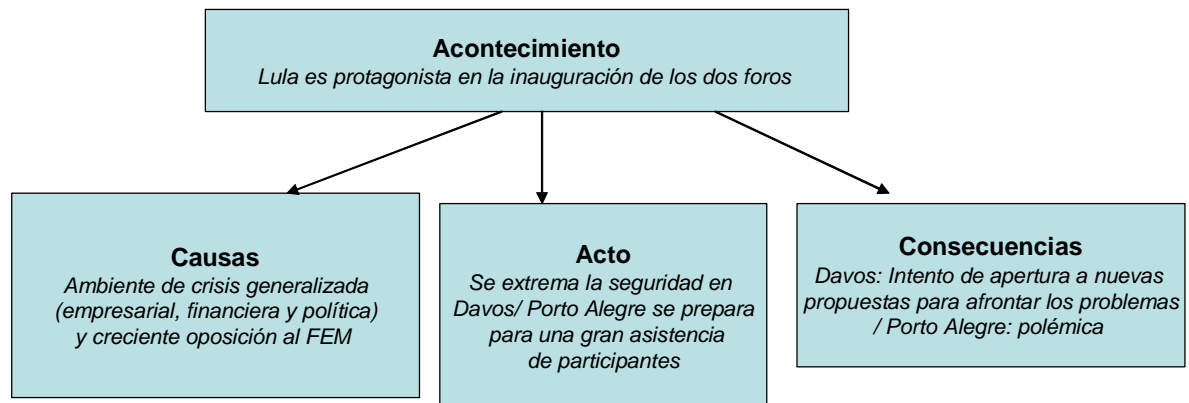 Acontecimiento
Lula es protagonista en la inauguración de los dos foros
Causas
Ambiente de crisis generalizada
(empresarial, financiera y política)
y creciente oposición al FEM
Acto
Se extrema la seguridad en
Davos/ Porto Alegre se prepara
para una gran asistencia
de participantes
Consecuencias
Davos: Intento de apertura a nuevas
propuestas para afrontar los problemas
/ Porto Alegre: polémica